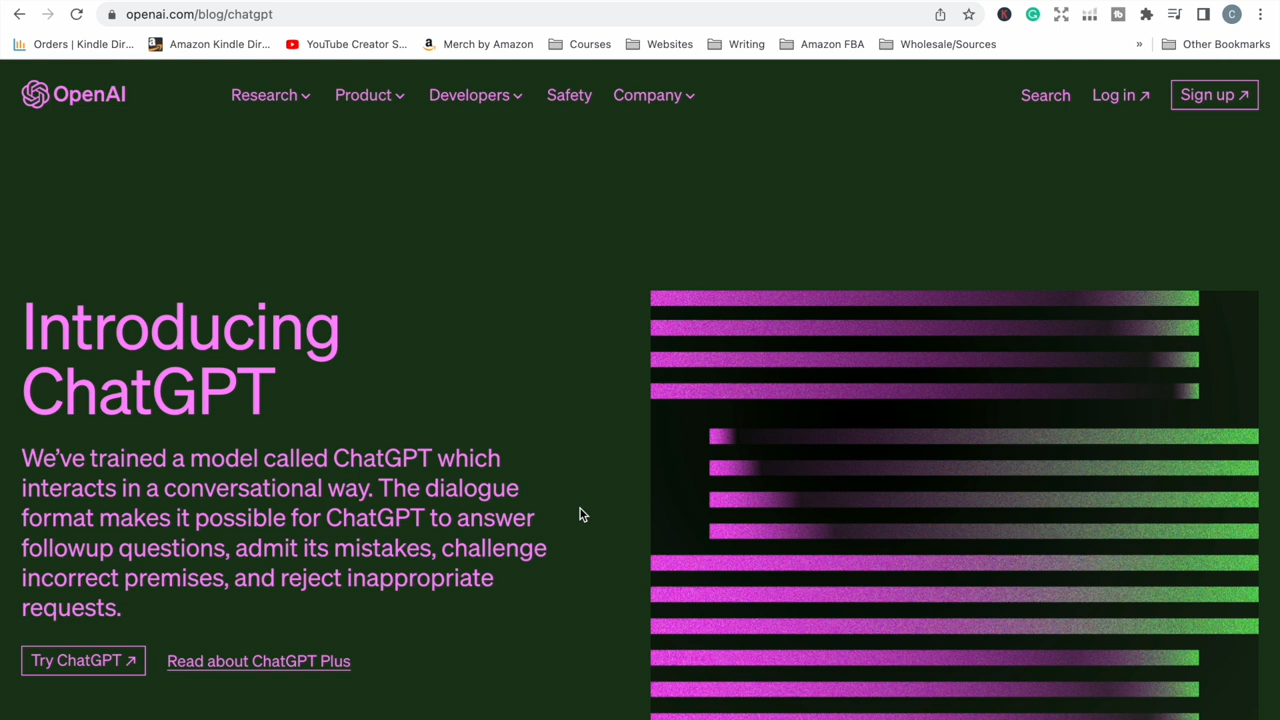 openai.com/blog/chatgpt
C
Orders | Kindle Dir... Amazon Kindle Dir... YouTube Creator S... Merch by Amazon Courses Websites Writing Amazon FBA Wholesale/Sources » Other Bookmarks
OpenAI Research Product Developers Safety Company Search Log in ↗ Sign up ↗
Introducing
ChatGPT
We’ve trained a model called ChatGPT which
interacts in a conversational way. The dialogue
format makes it possible for ChatGPT to answer
followup questions, admit its mistakes, challenge
incorrect premises, and reject inappropriate
requests.
Try ChatGPT ↗ Read about ChatGPT Plus